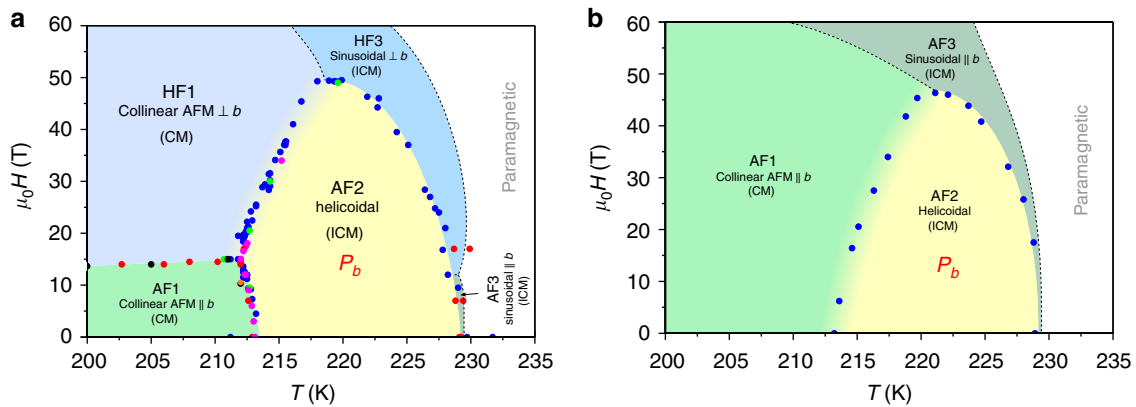 a
60
50
40
30
20
10
0
μ₀H (T)
HF1
Collinear AFM ⊥ b
(CM)
HF3
Sinusoidal ⊥ b
(ICM)
Paramagnetic
AF2
helicoidal
(ICM)
P_b
AF1
Collinear AFM ∥ b
(CM)
AF3
sinusoidal ∥ b
(ICM)
200 205 210 215 220 225 230 235
T (K)
b
60
50
40
30
20
10
0
μ₀H (T)
AF3
Sinusoidal ∥ b
(ICM)
Paramagnetic
AF1
Collinear AFM ∥ b
(CM)
AF2
Helicoidal
(ICM)
P_b
200 205 210 215 220 225 230 235
T (K)